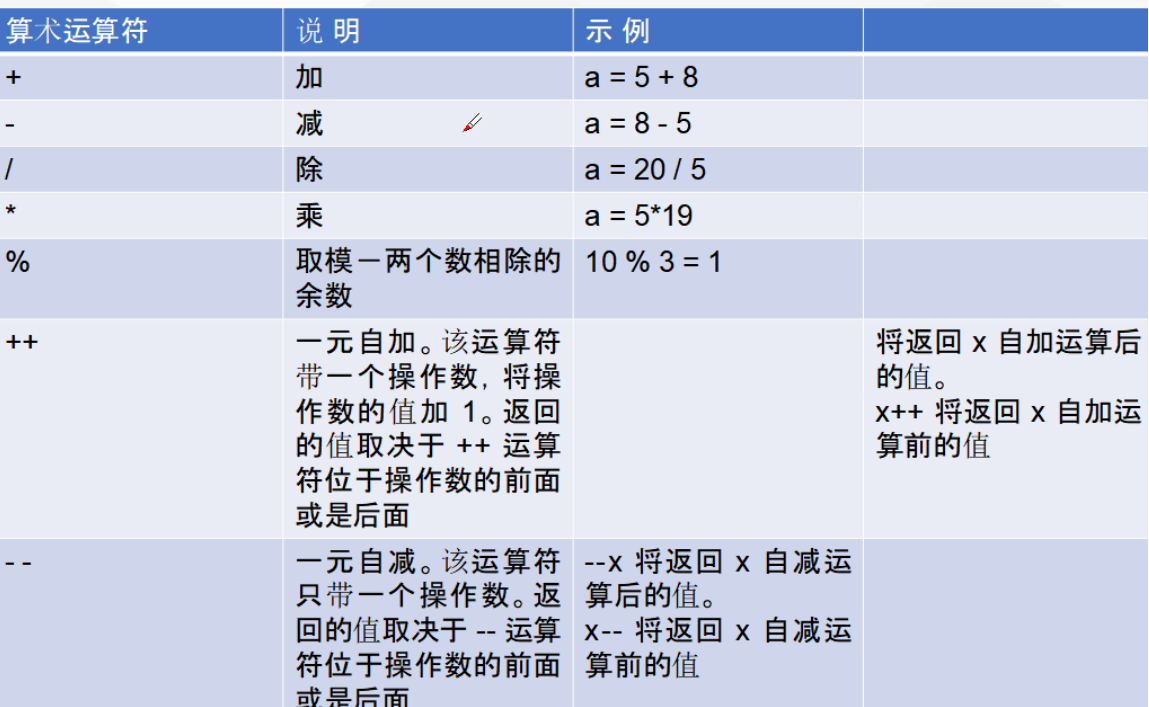 算术运算符 说 明 示 例
+ 加 a = 5 + 8
- 减 a = 8 - 5
/ 除 a = 20 / 5
* 乘 a = 5*19
% 取模－两个数相除的 10 % 3 = 1
余数
++ 一元自加。该运算符 将返回 x 自加运算后
带一个操作数, 将操 的值。
作数的值加 1。返回 x++ 将返回 x 自加运
的值取决于 ++ 运算 算前的值
符位于操作数的前面
或是后面
- - 一元自减。该运算符 --x 将返回 x 自减运
只带一个操作数。返 算后的值。
回的值取决于 -- 运算 x-- 将返回 x 自减运
符位于操作数的前面 算前的值
或是后面